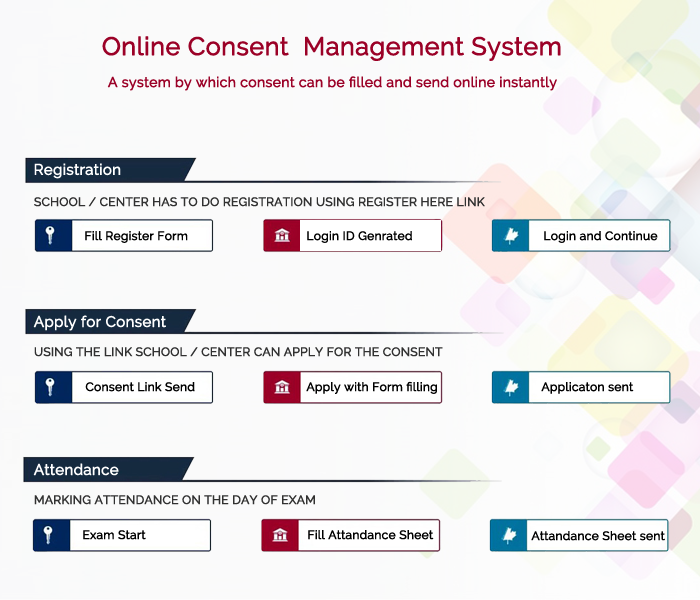 Online Consent Management System
A system by which consent can be filled and send online instantly
Registration
SCHOOL / CENTER HAS TO DO REGISTRATION USING REGISTER HERE LINK
Fill Register Form
Login ID Genrated
Login and Continue
Apply for Consent
USING THE LINK SCHOOL / CENTER CAN APPLY FOR THE CONSENT
Consent Link Send
Apply with Form filling
Applicaton sent
Attendance
MARKING ATTENDANCE ON THE DAY OF EXAM
Exam Start
Fill Attandance Sheet
Attandance Sheet sent